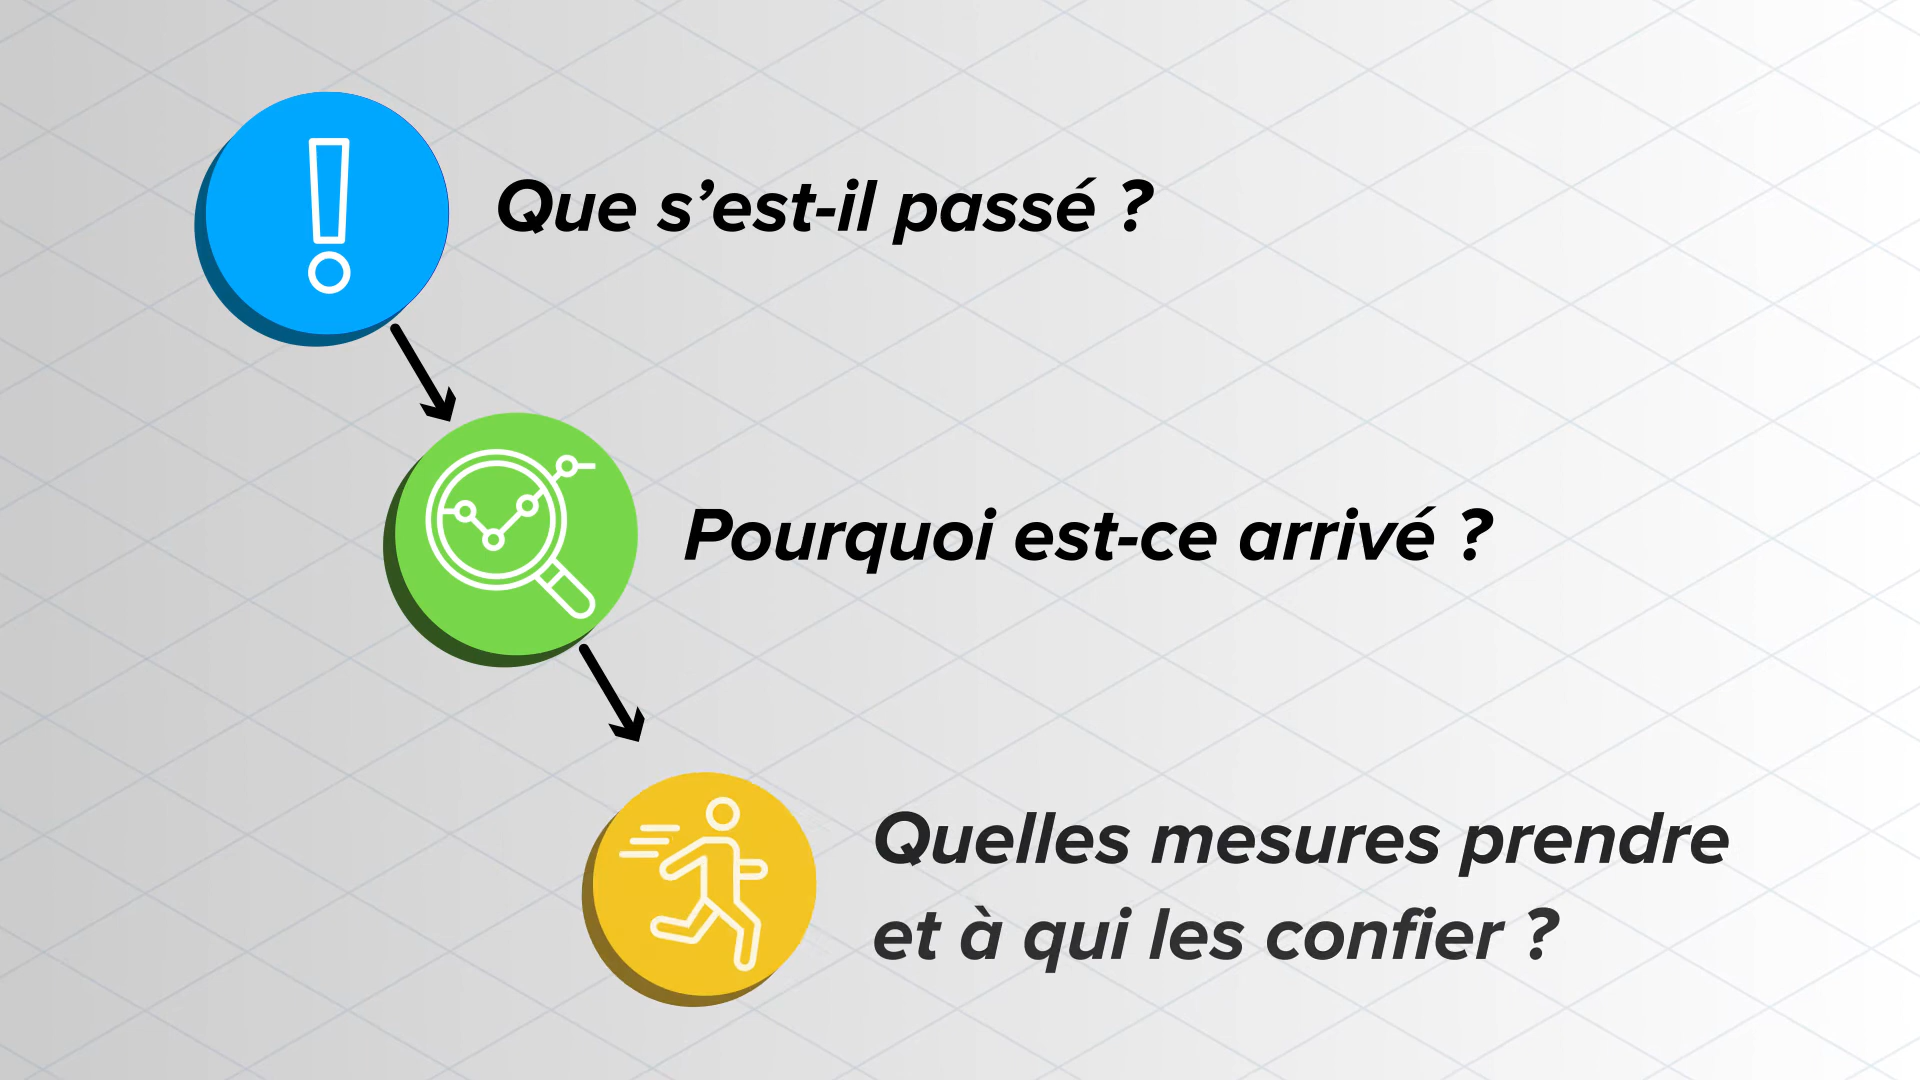 Que s’est-il passé ?
Pourquoi est-ce arrivé ?
Quelles mesures prendre
et à qui les confier ?